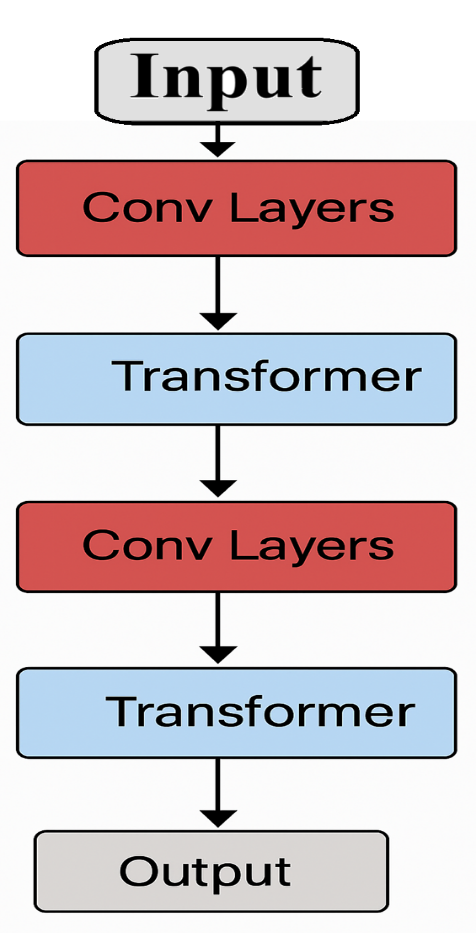 Input
Conv Layers
Transformer
Conv Layers
Transformer
Output